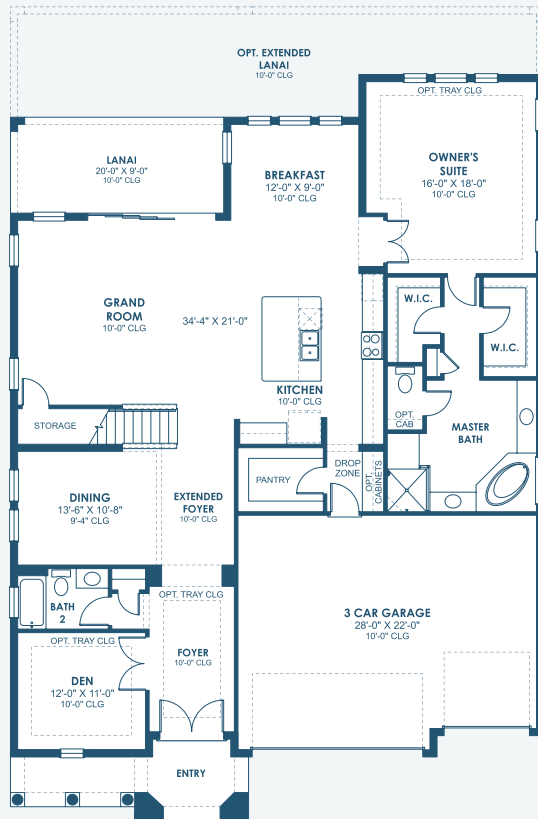 OPT. EXTENDED
LANAI
10'-0" CLG
OPT. TRAY CLG
LANAI
20'-0" X 9'-0"
10'-0" CLG
BREAKFAST
12'-0" X 9'-0"
10'-0" CLG
OWNER'S
SUITE
16'-0" X 18'-0"
10'-0" CLG
W.I.C.
W.I.C.
GRAND
ROOM
10'-0" CLG
34'-4" X 21'-0"
KITCHEN
10'-0" CLG
STORAGE
OPT.
CAB
MASTER
BATH
PANTRY
DROP
ZONE
OPT.
CABINETS
DINING
13'-6" X 10'-8"
9'-4" CLG
EXTENDED
FOYER
10'-0" CLG
BATH
2
OPT. TRAY CLG
3 CAR GARAGE
28'-0" X 22'-0"
10'-0" CLG
OPT. TRAY CLG
DEN
12'-0" X 11'-0"
10'-0" CLG
FOYER
10'-0" CLG
ENTRY